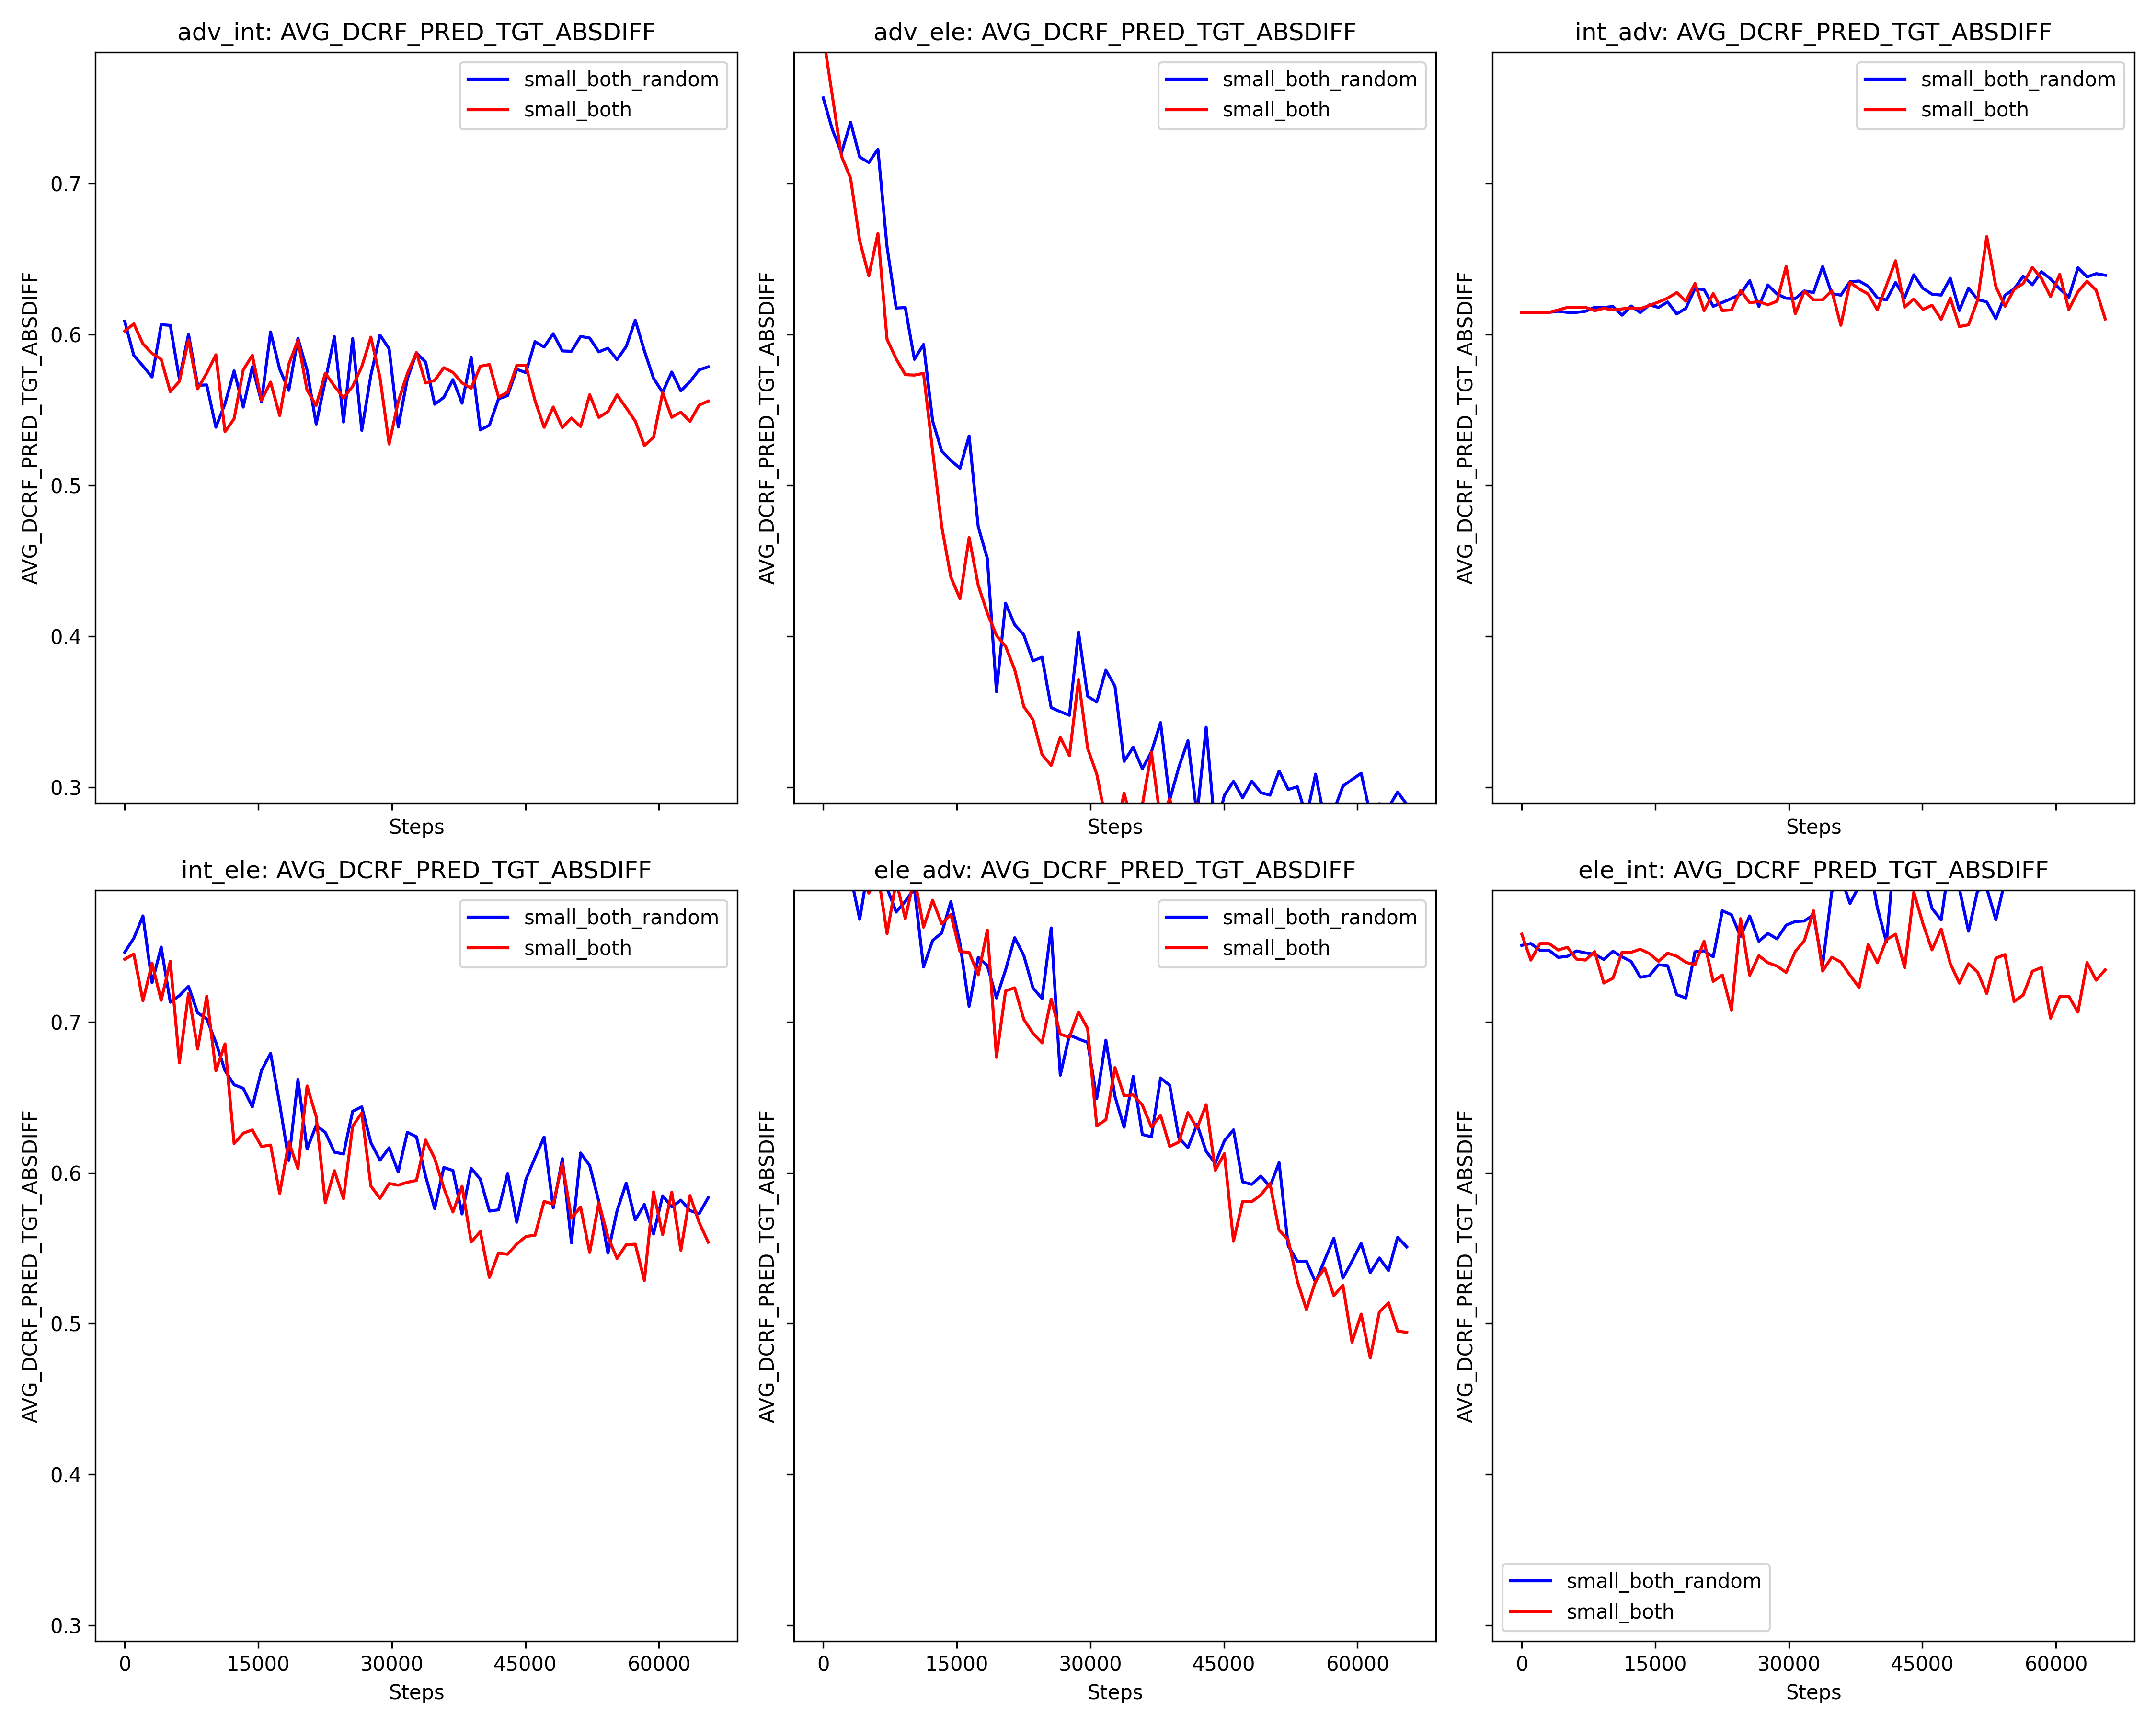 adv_int: AVG_DCRF_PRED_TGT_ABSDIFF
adv_ele: AVG_DCRF_PRED_TGT_ABSDIFF
int_adv: AVG_DCRF_PRED_TGT_ABSDIFF
small_both_random
small_both
small_both_random
small_both
small_both_random
small_both
0.7
0.6
0.5
0.4
0.3
AVG_DCRF_PRED_TGT_ABSDIFF
AVG_DCRF_PRED_TGT_ABSDIFF
AVG_DCRF_PRED_TGT_ABSDIFF
Steps
Steps
Steps
int_ele: AVG_DCRF_PRED_TGT_ABSDIFF
ele_adv: AVG_DCRF_PRED_TGT_ABSDIFF
ele_int: AVG_DCRF_PRED_TGT_ABSDIFF
small_both_random
small_both
small_both_random
small_both
small_both_random
small_both
0.7
0.6
0.5
0.4
0.3
AVG_DCRF_PRED_TGT_ABSDIFF
AVG_DCRF_PRED_TGT_ABSDIFF
AVG_DCRF_PRED_TGT_ABSDIFF
0 15000 30000 45000 60000
0 15000 30000 45000 60000
0 15000 30000 45000 60000
Steps
Steps
Steps